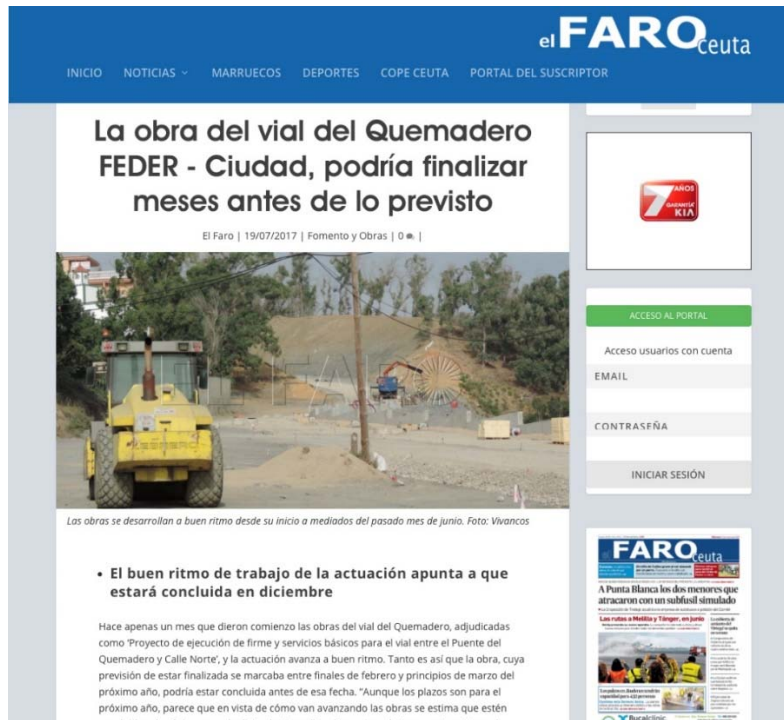 el FARO ceuta
INICIO NOTICIAS MARRUECOS DEPORTES COPE CEUTA PORTAL DEL SUSCRIPTOR
La obra del vial del Quemadero
FEDER - Ciudad, podría finalizar
meses antes de lo previsto
El Faro | 19/07/2017 | Fomento y Obras | 0 |
EL FARO
Las obras se desarrollan a buen ritmo desde su inicio a mediados del pasado mes de junio. Foto: Vivancos
• El buen ritmo de trabajo de la actuación apunta a que
estará concluida en diciembre
Hace apenas un mes que dieron comienzo las obras del vial del Quemadero, adjudicadas
como 'Proyecto de ejecución de firme y servicios básicos para el vial entre el Puente del
Quemadero y Calle Norte', y la actuación avanza a buen ritmo. Tanto es así que la obra, cuya
previsión de estar finalizada se marcaba entre finales de febrero y principios de marzo del
próximo año, podría estar concluida antes de esa fecha. "Aunque los plazos son para el
próximo año, parece que en vista de cómo van avanzando las obras se estima que estén
7 AÑOS
GARANTÍA
KIA
ACCESO AL PORTAL
Acceso usuarios con cuenta
EMAIL
CONTRASEÑA
INICIAR SESIÓN
el FARO ceuta
A Punta Blanca los dos menores que
atracaron con un subfusil simulado
Las rutas a Melilla y Tánger, en junio
Bucalclinic